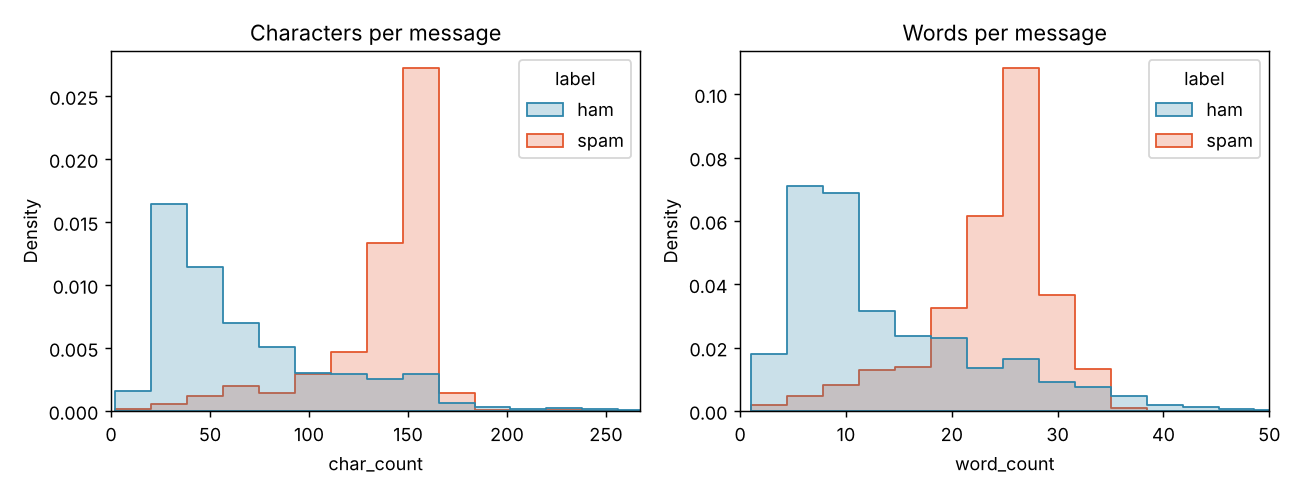 Characters per message
Density
0.025
0.020
0.015
0.010
0.005
0.000
0
50
100
150
200
250
char_count
label
ham
spam
Words per message
Density
0.10
0.08
0.06
0.04
0.02
0.00
0
10
20
30
40
50
word_count
label
ham
spam